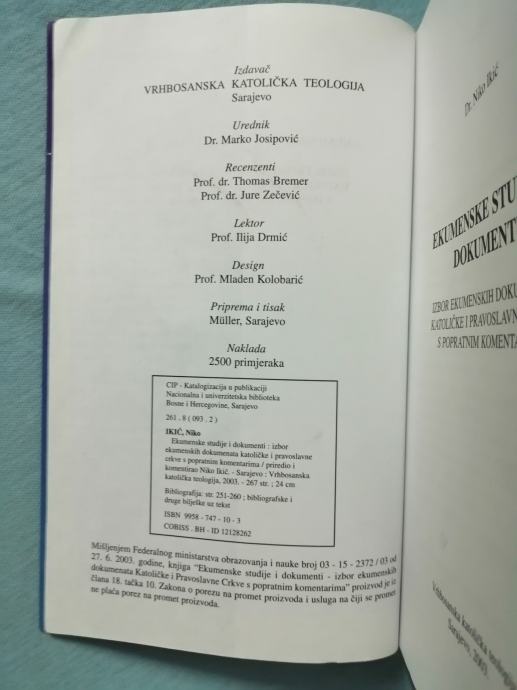 Izdavač
VRHBOSANSKA KATOLIČKA TEOLOGIJA
Sarajevo
Urednik
Dr. Marko Josipović
Recenzenti
Prof. dr. Thomas Bremer
Prof. dr. Jure Zečević
Lektor
Prof. Ilija Drmić
Design
Prof. Mladen Kolobarić
Priprema i tisak
Müller, Sarajevo
Naklada
2500 primjeraka
CIP - Katalogizacija u publikaciji
Nacionalna i univerzitetska biblioteka
Bosne i Hercegovine, Sarajevo
261.8 ( 093.2 )
IKIĆ, Niko
Ekumenske studije i dokumenti : izbor
ekumenskih dokumenata katoličke i pravoslavne
crkve s popratnim komentarima / priredio i
komentirao Niko Ikić. - Sarajevo : Vrhbosanska
katolička teologija, 2003. - 267 str. ; 24 cm
Bibliografija: str. 251-260 ; bibliografske i
druge bilješke uz tekst
ISBN 9958 - 747 - 10 - 3
COBISS . BH - ID 12128262
Mišljenjem Federalnog ministarstva obrazovanja i nauke broj 03 - 15 - 2372 / 03 od
27. 6. 2003. godine, knjiga "Ekumenske studije i dokumenti - izbor ekumenskih
dokumenata Katoličke i Pravoslavne Crkve s popratnim komentarima" proizvod je iz
člana 18. tačka 10. Zakona o porezu na promet proizvoda i usluga na čiji se promet
ne plaća porez na promet proizvoda.
Dr. Niko Ikić
EKUMENSKE STU
DOKUMENT
IZBOR EKUMENSKIH DOKU
KATOLIČKE I PRAVOSLAVN
S POPRATNIM KOMENTA
Vrhbosanska katolička teolog
Sarajevo, 2003.